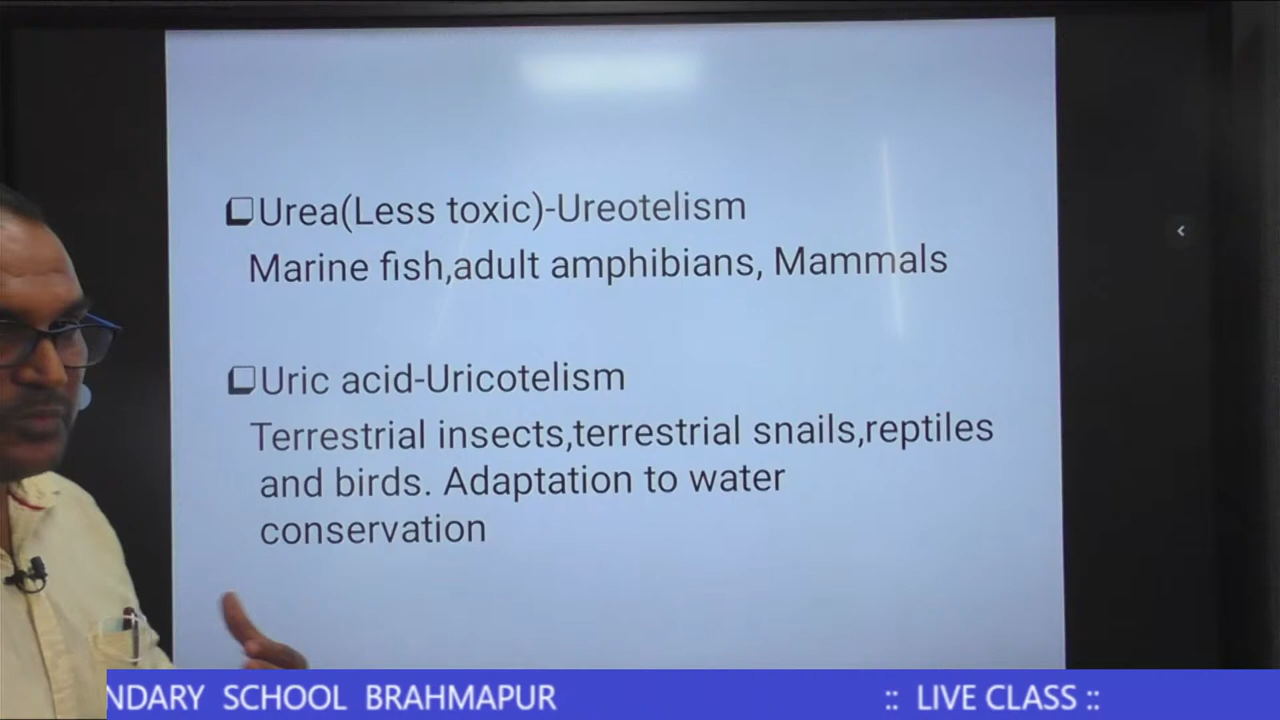 ❑Urea(Less toxic)-Ureotelism
Marine fish,adult amphibians, Mammals
❑Uric acid-Uricotelism
Terrestrial insects,terrestrial snails,reptiles
and birds. Adaptation to water
conservation
NDARY SCHOOL BRAHMAPUR :: LIVE CLASS ::